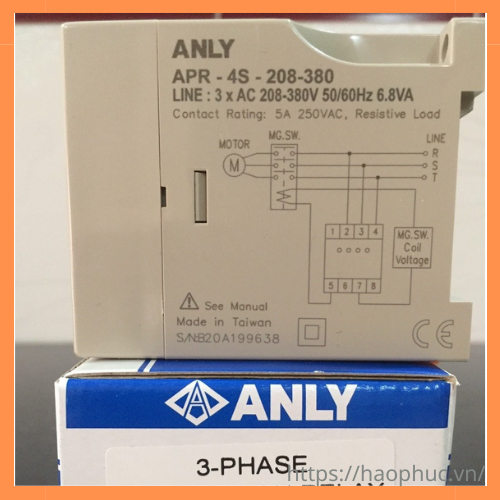 ANLY
APR - 4S - 208-380
LINE : 3 x AC 208-380V 50/60Hz 6.8VA
Contact Rating: 5A 250VAC, Resistive Load
MG.SW.
MOTOR
LINE
M
R
S
T
1 2 3 4
MG.SW.
Coil
Voltage
5 6 7 8
See Manual
Made in Taiwan
S/N:B20A199638
CE
ANLY
3-PHASE
https://haophuc.vn/
RELAY